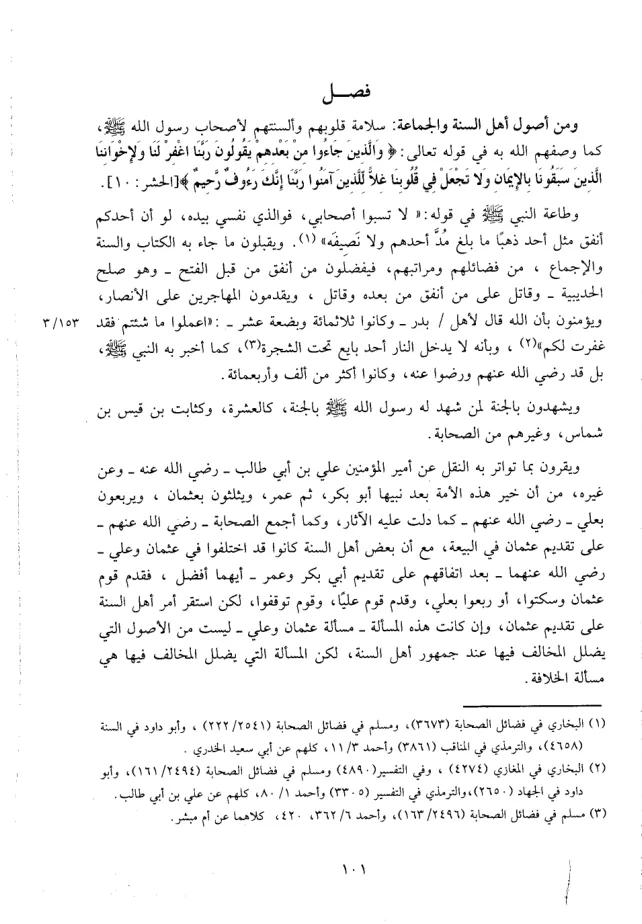 فصــل
ومن أصول أهل السنة والجماعة: سلامة قلوبهم وألسنتهم لأصحاب رسول الله ﷺ،
كما وصفهم الله به في قوله تعالى: ﴿ وَالَّذِينَ جَاءُوا مِنْ بَعْدِهِمْ يَقُولُونَ رَبَّنَا اغْفِرْ لَنَا وَلِإِخْوَانِنَا
الَّذِينَ سَبَقُونَا بِالإِيمَانِ وَلا تَجْعَلْ فِي قُلُوبِنَا غِلاًّ لِّلَّذِينَ آمَنُوا رَبَّنَا إِنَّكَ رَءُوفٌ رَّحِيمٌ ﴾[الحشر: ١٠].
وطاعة النبي ﷺ في قوله: « لا تسبوا أصحابي، فوالذي نفسي بيده، لو أن أحدكم
أنفق مثل أحد ذهبًا ما بلغ مُدَّ أحدهم ولا نَصِيفَه» (١). ويقبلون ما جاء به الكتاب والسنة
والإجماع ، من فضائلهم ومراتبهم، فيفضلون من أنفق من قبل الفتح ـ وهو صلح
الحديبية ـ وقاتل على من أنفق من بعده وقاتل ، ويقدمون المهاجرين على الأنصار،
ويؤمنون بأن الله قال لأهل / بدر ـ وكانوا ثلاثمائة وبضعة عشر ـ : «اعملوا ما شئتم فقد
٣/١٥٣
غفرت لكم»(٢) ، وبأنه لا يدخل النار أحد بايع تحت الشجرة(٣)، كما أخبر به النبي ﷺ،
بل قد رضي الله عنهم ورضوا عنه، وكانوا أكثر من ألف وأربعمائة.
ويشهدون بالجنة لمن شهد له رسول الله ﷺ بالجنة، كالعشرة، وكثابت بن قيس بن
شماس، وغيرهم من الصحابة.
ويقرون بما تواتر به النقل عن أمير المؤمنين علي بن أبي طالب ـ رضي الله عنه ـ وعن
غيره، من أن خير هذه الأمة بعد نبيها أبو بكر، ثم عمر، ويثلثون بعثمان ، ويربعون
بعلي ـ رضي الله عنهم ـ كما دلت عليه الآثار، وكما أجمع الصحابة ـ رضي الله عنهم ـ
على تقديم عثمان في البيعة، مع أن بعض أهل السنة كانوا قد اختلفوا في عثمان وعلي ـ
رضي الله عنهما ـ بعد اتفاقهم على تقديم أبي بكر وعمر ـ أيهما أفضل ، فقدم قوم
عثمان وسكتوا، أو ربعوا بعلي، وقدم قوم عليًا، وقوم توقفوا، لكن استقر أمر أهل السنة
على تقديم عثمان، وإن كانت هذه المسألة ـ مسألة عثمان وعلي ـ ليست من الأصول التي
يضلل المخالف فيها عند جمهور أهل السنة، لكن المسألة التي يضلل المخالف فيها هي
مسألة الخلافة .
(١) البخاري في فضائل الصحابة (٣٦٧٣)، ومسلم في فضائل الصحابة (٢٢٢/٢٥٤١) ، وأبو داود في السنة
(٤٦٥٨)، والترمذي في المناقب (٣٨٦١) وأحمد ١١/٣، كلهم عن أبي سعيد الخدري .
(٢) البخاري في المغازي (٤٢٧٤) ، وفي التفسير(٤٨٩٠) ومسلم في فضائل الصحابة (١٦١/٢٤٩٤)، وأبو
داود في الجهاد (٢٦٥٠)،والترمذي في التفسير (٣٣٠٥) وأحمد ٨٠/١، كلهم عن علي بن أبي طالب.
(٣) مسلم في فضائل الصحابة (١٦٣/٢٤٩٦)، وأحمد ٣٦٢/٦، ٤٢٠، كلاهما عن أم مبشر.
١٠١